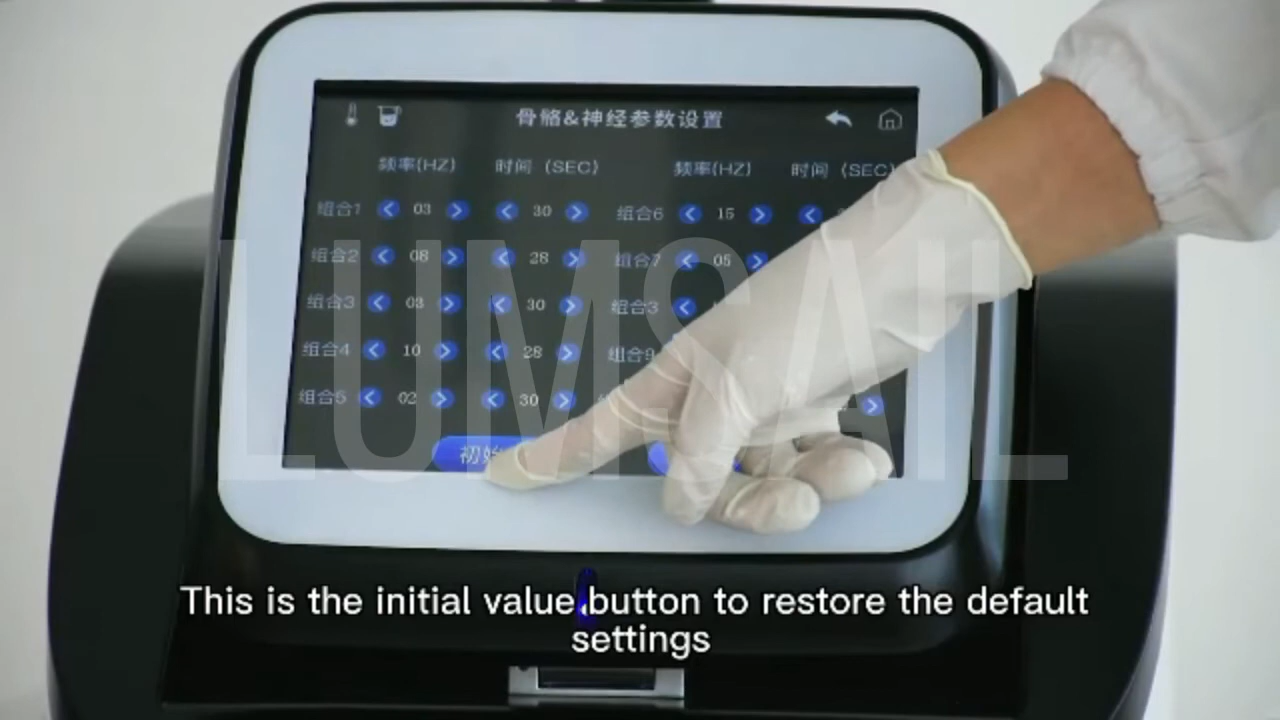 骨骼&神经参数设置
频率(HZ) 时间 (SEC) 频率(HZ) 时间 (SEC)
组合1 03 30 组合6 15
组合2 08 28 组合7 05
组合3 03 30 组合3
组合4 10 28 组合9
组合5 02 30
初始
LUMSAIL
This is the initial value button to restore the default
settings